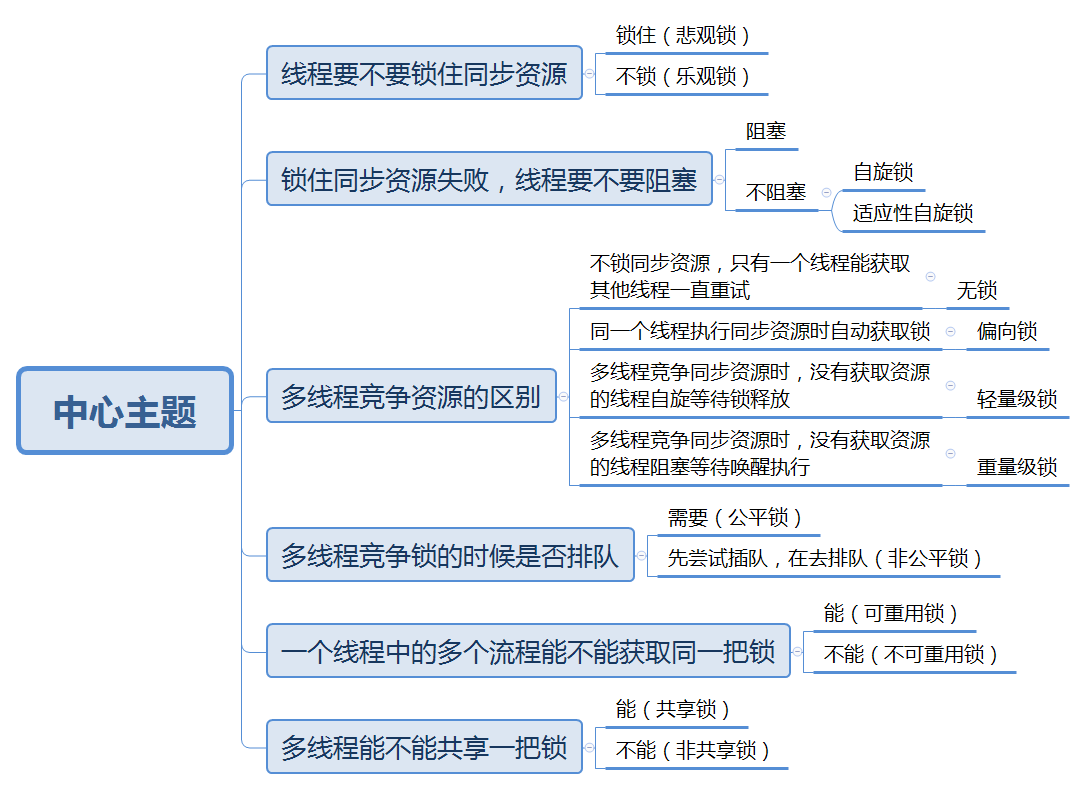 中心主题
线程要不要锁住同步资源
锁住（悲观锁）
不锁（乐观锁）
锁住同步资源失败，线程要不要阻塞
阻塞
不阻塞
自旋锁
适应性自旋锁
多线程竞争资源的区别
不锁同步资源，只有一个线程能获取
其他线程一直重试
无锁
同一个线程执行同步资源时自动获取锁
偏向锁
多线程竞争同步资源时，没有获取资源
的线程自旋等待锁释放
轻量级锁
多线程竞争同步资源时，没有获取资源
的线程阻塞等待唤醒执行
重量级锁
多线程竞争锁的时候是否排队
需要（公平锁）
先尝试插队，在去排队（非公平锁）
一个线程中的多个流程能不能获取同一把锁
能（可重用锁）
不能（不可重用锁）
多线程能不能共享一把锁
能（共享锁）
不能（非共享锁）